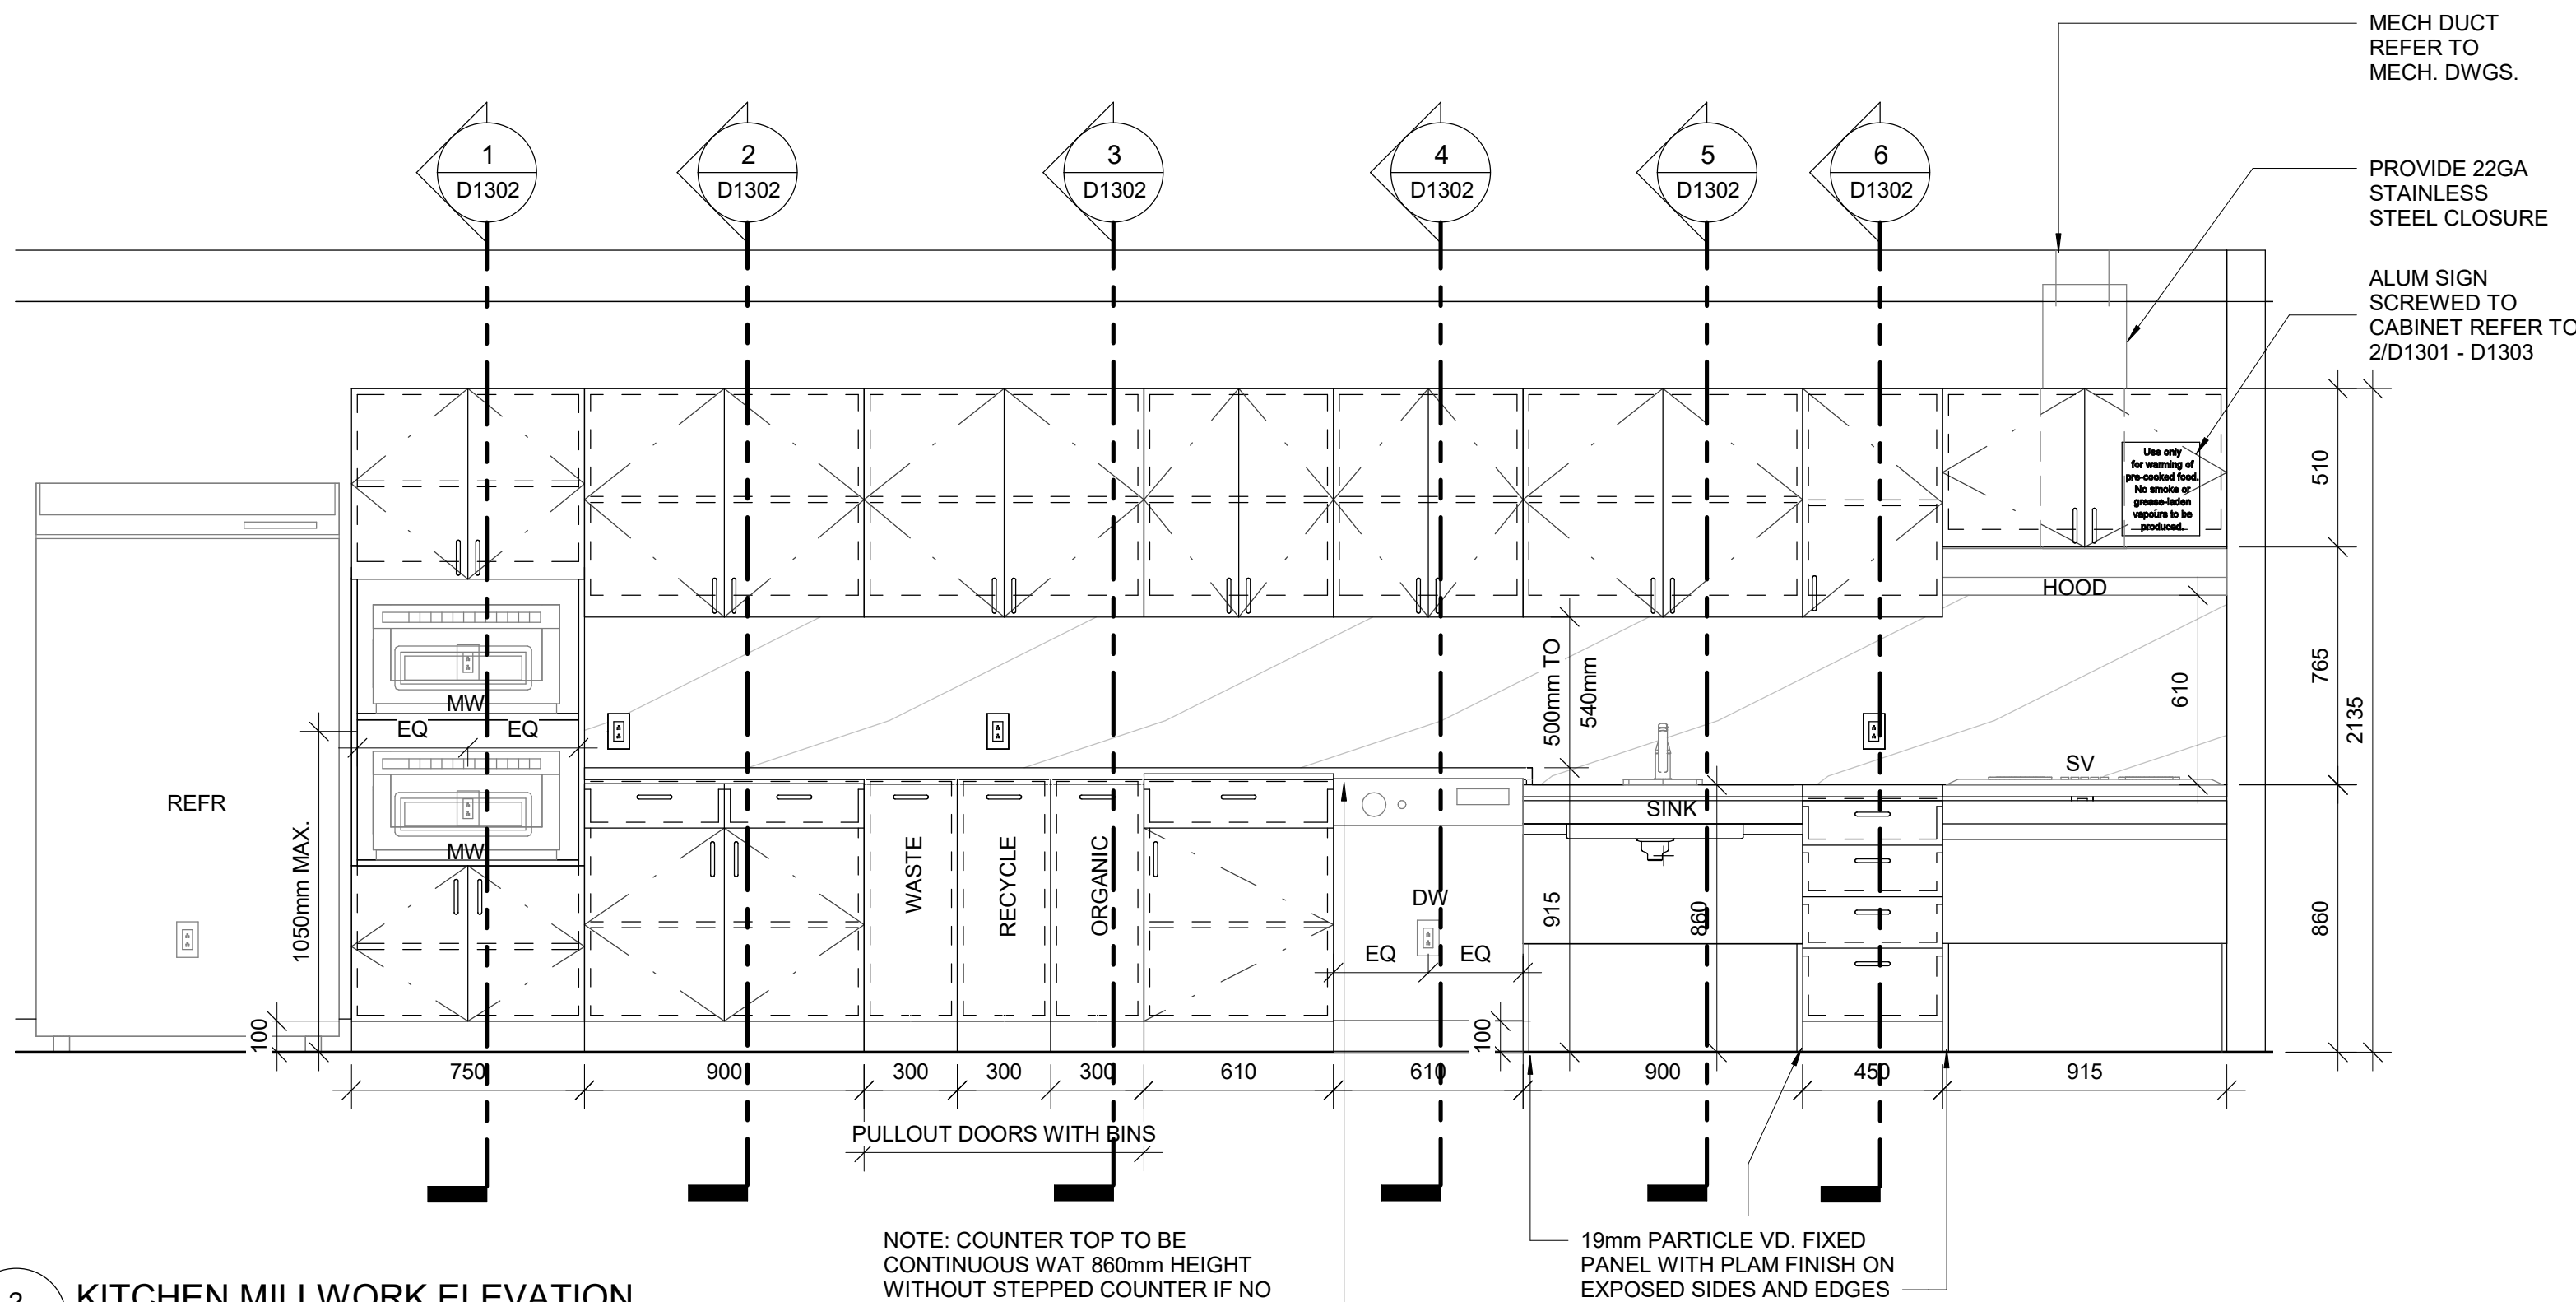 MECH DUCT
REFER TO
MECH. DWGS.
PROVIDE 22GA
STAINLESS
STEEL CLOSURE
ALUM SIGN
SCREWED TO
CABINET REFER TO
2/D1301 - D1303
1
D1302
2
D1302
3
D1302
4
D1302
5
D1302
6
D1302
Use only
for warming of
pre-cooked food.
No smoke or
grease-laden
vapours to be
produced.
HOOD
510
765
2135
860
610
500mm TO
540mm
MW
EQ
EQ
MW
REFR
1050mm MAX.
100
WASTE
RECYCLE
ORGANIC
DW
EQ
EQ
100
SINK
915
860
SV
750
900
300
300
300
610
610
900
450
915
PULLOUT DOORS WITH BINS
NOTE: COUNTER TOP TO BE
CONTINUOUS WAT 860mm HEIGHT
WITHOUT STEPPED COUNTER IF NO
19mm PARTICLE VD. FIXED
PANEL WITH PLAM FINISH ON
EXPOSED SIDES AND EDGES
2
KITCHEN MILLWORK ELEVATION